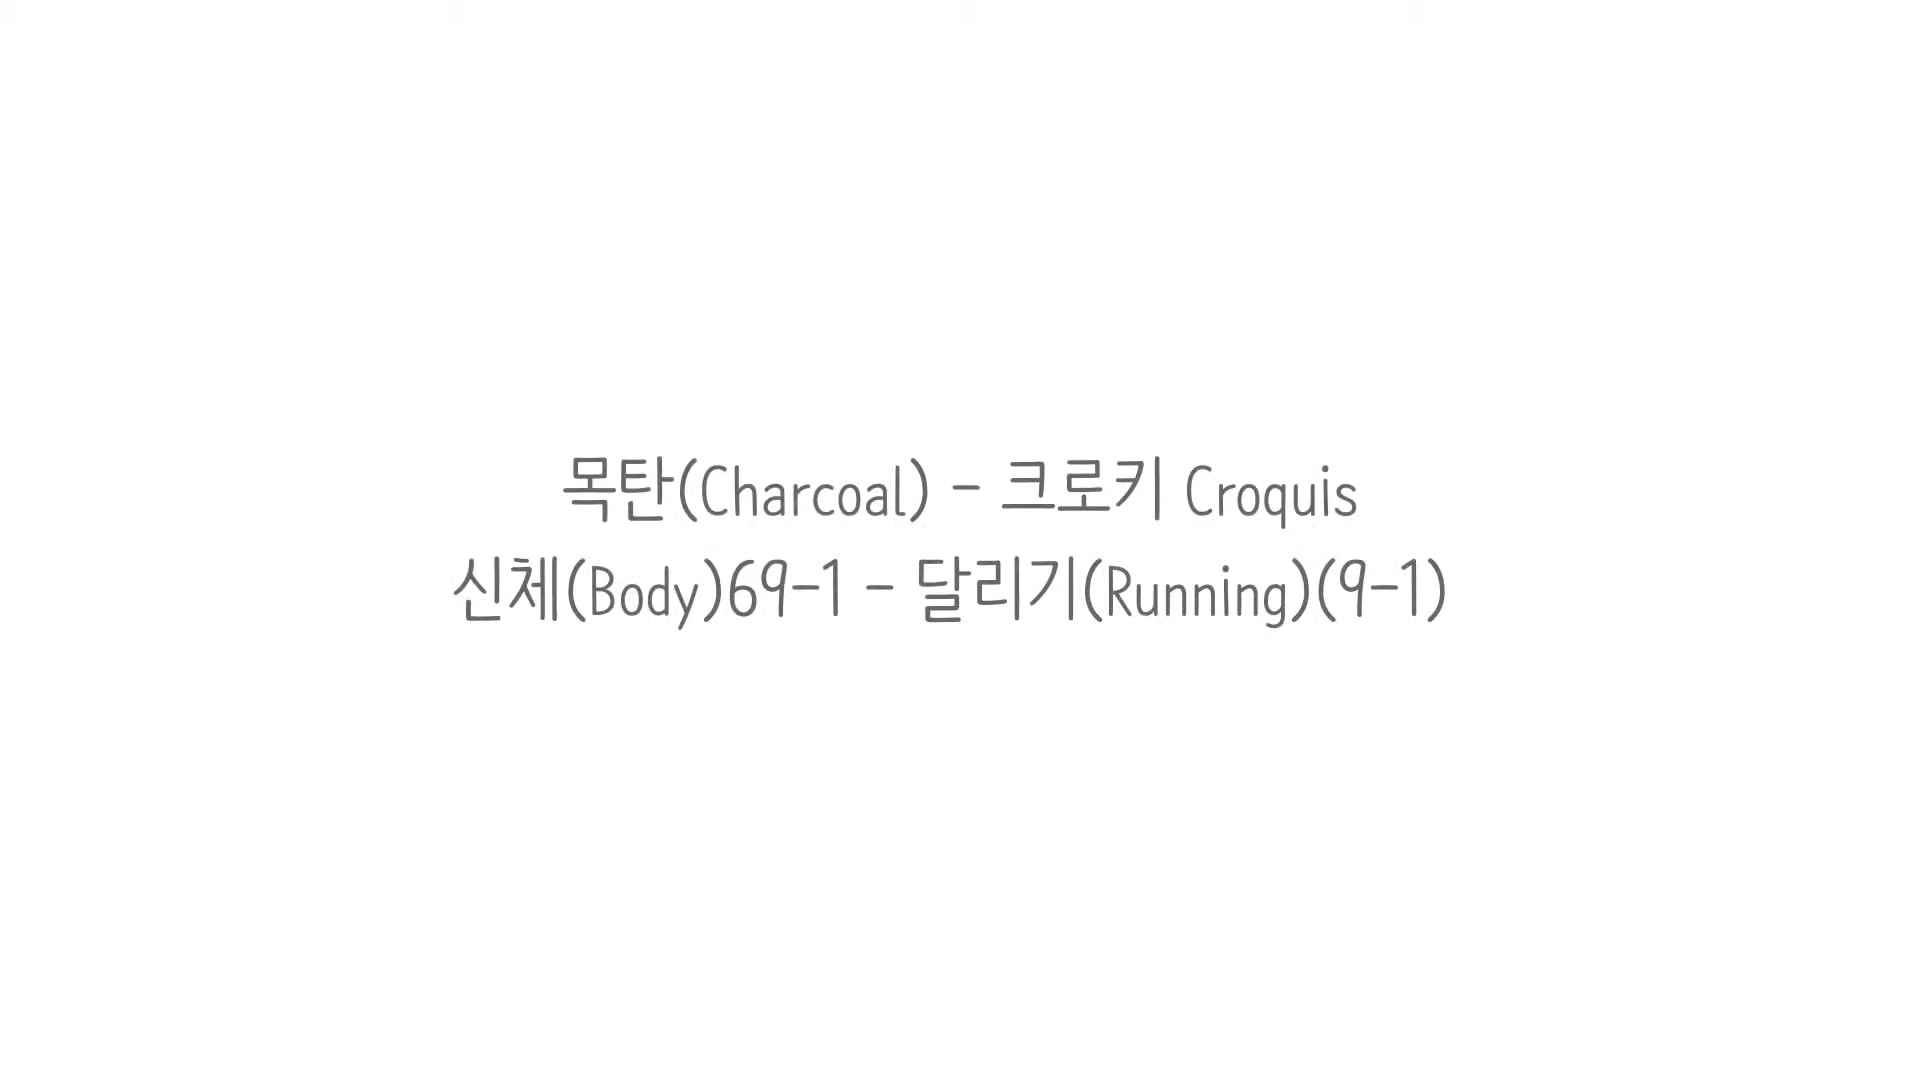 목탄(Charcoal) - 크로키 Croquis
신체(Body)69-1 - 달리기(Running)(9-1)